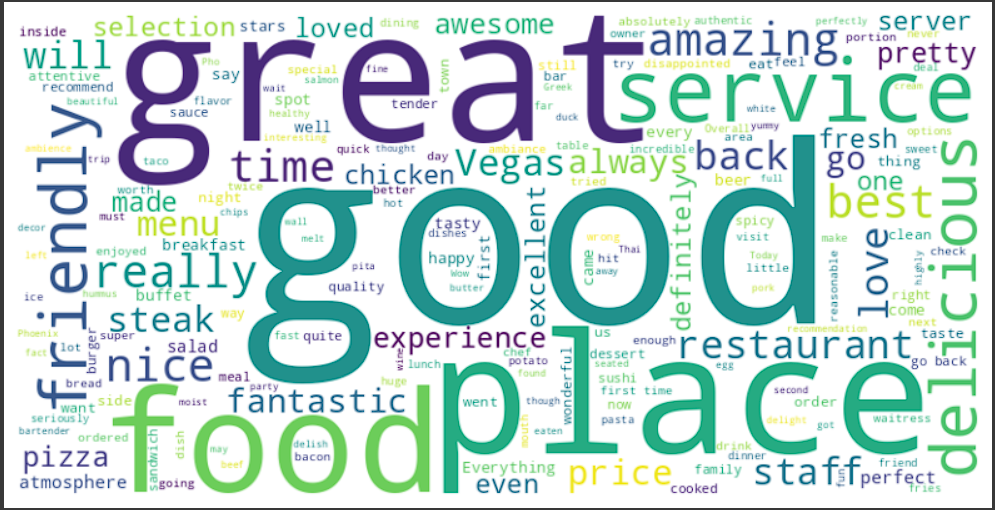 inside
selection
stars
loved
awesome
absolutely
authentic
perfectly
server
great
owner
amazing
portion
never
will
Pho
special
fine
town
still
try
disappointed
eat
feel
pretty
attentive
say
salmon
bar
deal
recommend
wait
Greek
service
cream
beautiful
flavor
spot
healthy
tender
far
duck
white
sauce
well
interesting
every
Overall
yummy
options
friendly
ambience
trip
taco
time
quick
thought
day
Vegas
ambiance
table
always
incredible
area
back
fresh
go
thing
sweet
delicious
worth
twice
chicken
better
hot
tried
beer
full
one
made
night
must
chips
best
decor
menu
wall
good
tasty
dishes
excellent
wrong
Thai
definitely
spicy
visit
make
love
clean
enjoyed
breakfast
melt
happy
first
came
hit
away
Today
little
highly
check
left
really
pita
Wow
butter
quality
pork
reasonable
right
come
hummus
ice
buffet
steak
way
next
Phoenix
super
fast
quite
experience
us
enough
recommendation
taste
fact
lot
burger
salad
wine
chef
restaurant
go back
nice
meal
lunch
potato
dessert
egg
bread
party
huge
found
wonderful
seated
sushi
first time
second
place
want
side
moist
fantastic
went
though
now
order
food
pasta
delight
got
waitress
seriously
bartender
ordered
sandwich
dish
may
delish
bacon
mouth
eaten
drink
dinner
pizza
beef
Everything
price
family
staff
fun
friend
perfect
atmosphere
going
even
cooked
fries